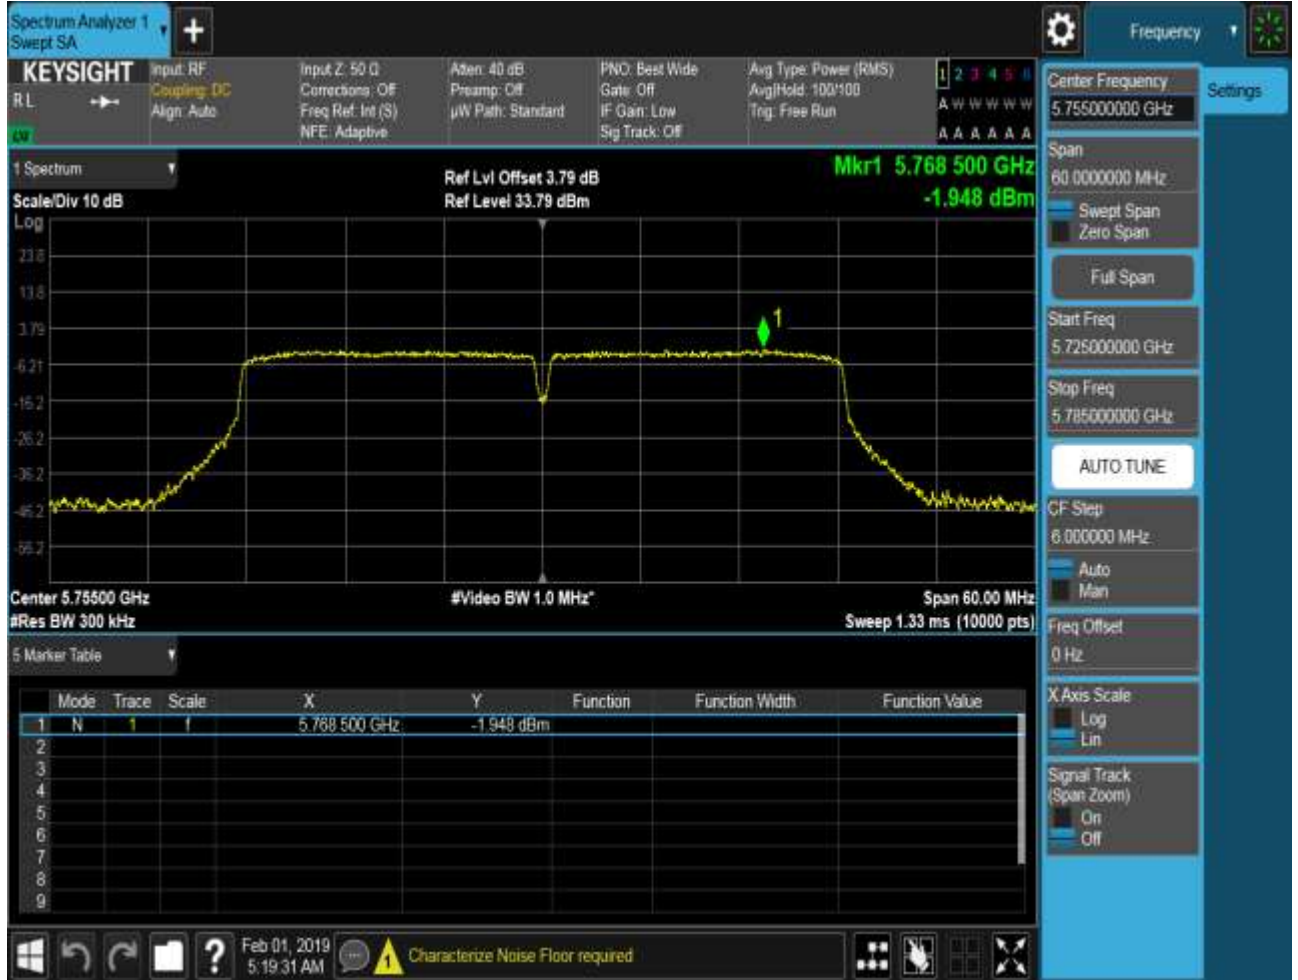 Spectrum Analyzer 1
Swept SA
Frequency
KEYSIGHT
R L
Input: RF
Coupling: DC
Align: Auto
Input Z: 50 Ω
Corrections: Off
Freq Ref: Int (S)
NFE: Adaptive
Atten: 40 dB
Preamp: Off
µW Path: Standard
PNO: Best Wide
Gate: Off
IF Gain: Low
Sig Track: Off
Avg Type: Power (RMS)
Avg|Hold: 100/100
Trig: Free Run
1 2 3 4 5 6
A W W W W W
A A A A A A
1 Spectrum
Scale/Div 10 dB
Ref Lvl Offset 3.79 dB
Ref Level 33.79 dBm
Mkr1 5.768 500 GHz
-1.948 dBm
Log
23.8
13.8
3.79
-6.21
-16.2
-26.2
-36.2
-46.2
-56.2
1
Center 5.75500 GHz
#Res BW 300 kHz
#Video BW 1.0 MHz*
Span 60.00 MHz
Sweep 1.33 ms (10000 pts)
5 Marker Table
Mode Trace Scale X Y Function Function Width Function Value
1 N 1 f 5.768 500 GHz -1.948 dBm
2
3
4
5
6
7
8
9
Center Frequency
5.755000000 GHz
Settings
Span
60.0000000 MHz
Swept Span
Zero Span
Full Span
Start Freq
5.725000000 GHz
Stop Freq
5.785000000 GHz
AUTO TUNE
CF Step
6.000000 MHz
Auto
Man
Freq Offset
0 Hz
X Axis Scale
Log
Lin
Signal Track
(Span Zoom)
On
Off
Feb 01, 2019
5:19:31 AM
1
Characterize Noise Floor required